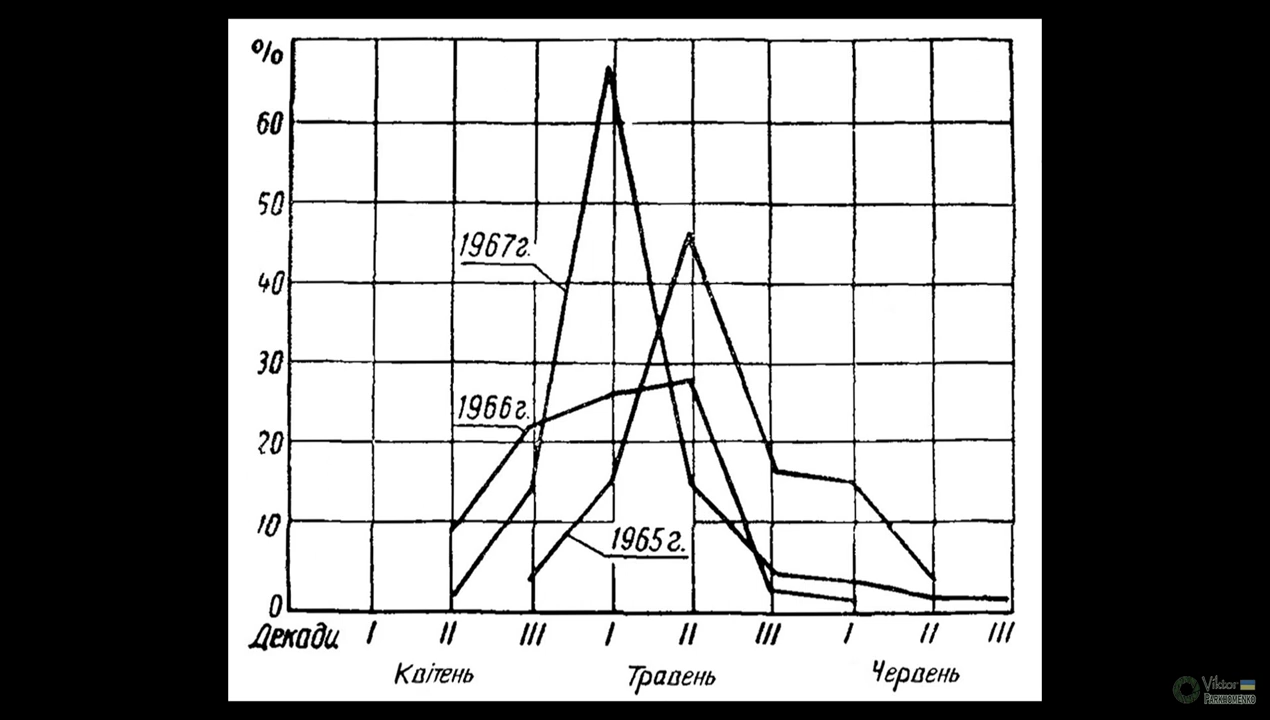 %
60
50
1967г.
40
30
1966г.
20
10
1965г.
0
Декади I II III I II III I II III
Квітень Травень Червень
Viktor
Parkhomenko